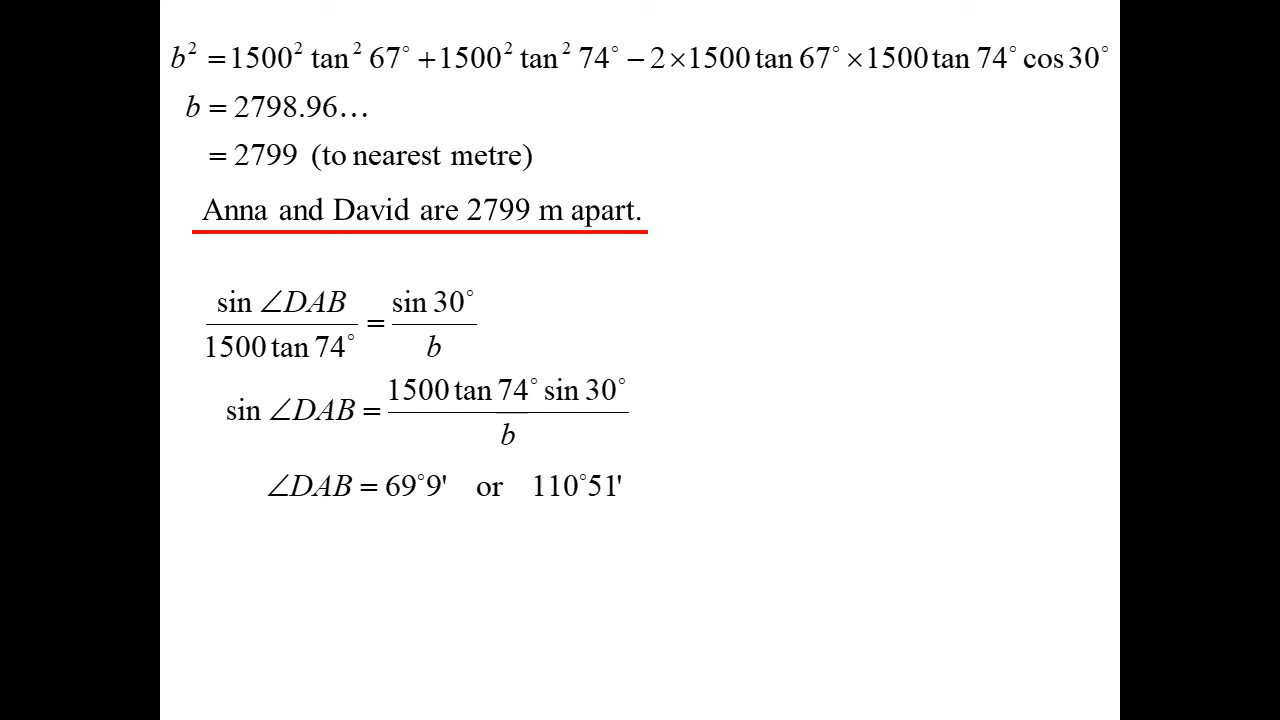 b² = 1500² tan² 67° + 1500² tan² 74° − 2 × 1500 tan 67° × 1500 tan 74° cos 30°
b = 2798.96…
= 2799 (to nearest metre)
Anna and David are 2799 m apart.
sin ∠DAB / 1500 tan 74° = sin 30° / b
sin ∠DAB = 1500 tan 74° sin 30° / b
∠DAB = 69°9' or 110°51'